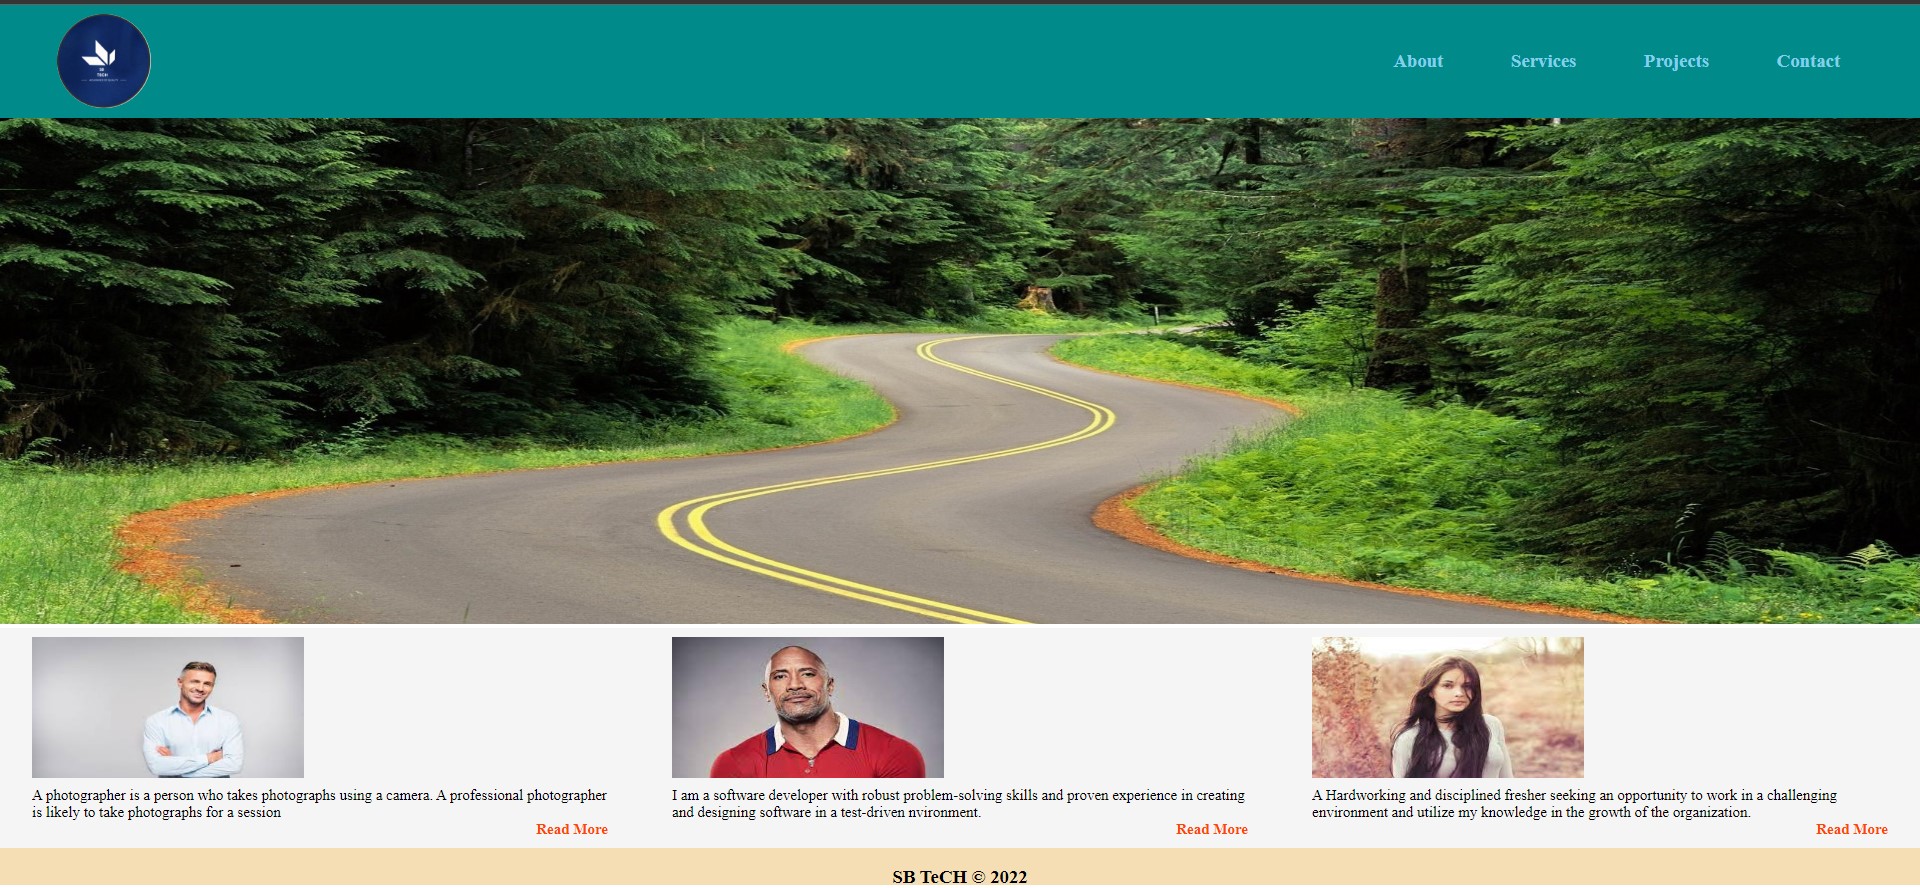 SB
TECH
About Services Projects Contact
A photographer is a person who takes photographs using a camera. A professional photographer
is likely to take photographs for a session
Read More
I am a software developer with robust problem-solving skills and proven experience in creating
and designing software in a test-driven nvironment.
Read More
A Hardworking and disciplined fresher seeking an opportunity to work in a challenging
environment and utilize my knowledge in the growth of the organization.
Read More
SB TeCH © 2022